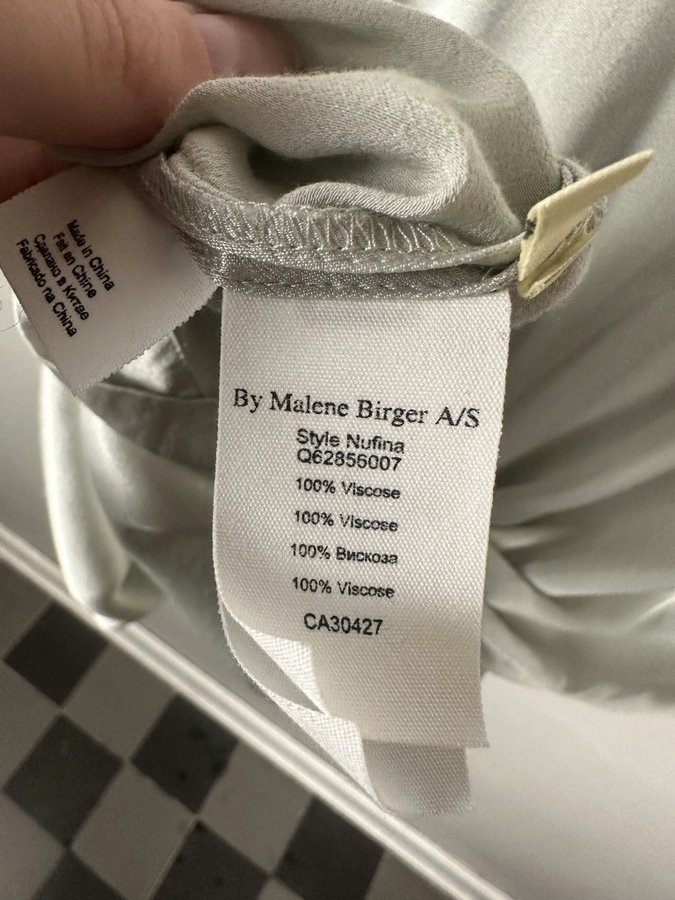 Made in China
Fait en Chine
Сделано в Китае
Fabricado na China
By Malene Birger A/S
Style Nufina
Q62856007
100% Viscose
100% Viscose
100% Вискоза
100% Viscose
CA30427